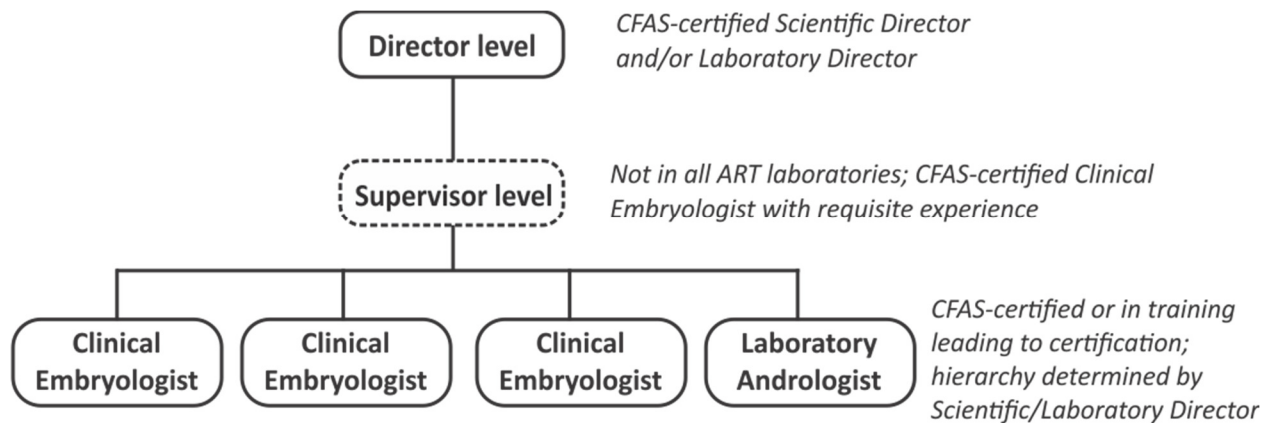 Director level
CFAS-certified Scientific Director
and/or Laboratory Director
Supervisor level
Not in all ART laboratories; CFAS-certified Clinical
Embryologist with requisite experience
Clinical
Embryologist
Clinical
Embryologist
Clinical
Embryologist
Laboratory
Andrologist
CFAS-certified or in training
leading to certification;
hierarchy determined by
Scientific/Laboratory Director